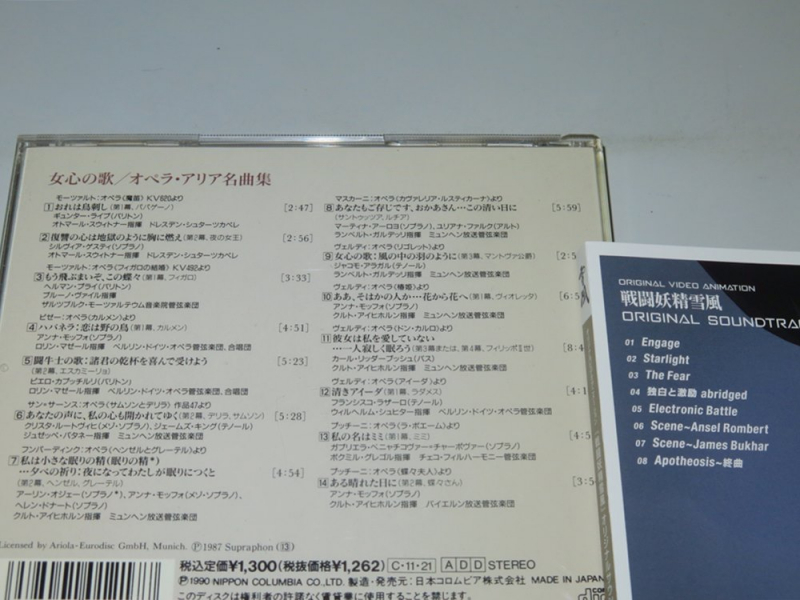 女心の歌/オペラ・アリア名曲集
モーツァルト:オペラ《魔笛》KV620より
1 おれは鳥刺し(第1幕、パパゲーノ) [2:47]
ギュンター・ライプ(バリトン)
オトマール・スウィトナー指揮 ドレスデン・シュターツカペレ
2 復讐の心は地獄のように胸に燃え(第2幕、夜の女王) [2:56]
シルヴィア・ゲスティ(ソプラノ)
オトマール・スウィトナー指揮 ドレスデン・シュターツカペレ
モーツァルト:オペラ《フィガロの結婚》KV492より
3 もう飛ぶまいぞ、この蝶々(第1幕、フィガロ) [3:33]
ヘルマン・プライ(バリトン)
ブルーノ・ヴァイル指揮
ザルツブルク・モーツァルテウム音楽院管弦楽団
ビゼー:オペラ《カルメン》より
4 ハバネラ:恋は野の鳥(第1幕、カルメン) [4:51]
アンナ・モッフォ(ソプラノ)
ロリン・マゼール指揮 ベルリン・ドイツ・オペラ管弦楽団、合唱団
5 闘牛士の歌:諸君の乾杯を喜んで受けよう [5:23]
(第2幕、エスカミーリョ)
ピエロ・カプッチルリ(バリトン)
ロリン・マゼール指揮 ベルリン・ドイツ・オペラ管弦楽団、合唱団
サン・サーンス:オペラ《サムソンとデリラ》作品47より
6 あなたの声に、私の心も開かれてゆく(第2幕、デリラ、サムソン) [5:28]
クリスタ・ルートヴィヒ(メゾ・ソプラノ)、ジェームズ・キング(テノール)
ジュゼッペ・パタネー指揮 ミュンヘン放送管弦楽団
フンパーディンク:オペラ《ヘンゼルとグレーテル》より
7 私は小さな眠りの精(眠りの精*)
…夕べの祈り:夜になってわたしが眠りにつくと [4:54]
(第2幕、ヘンゼル、グレーテル)
アーリン・オジェー(ソプラノ*)、アンナ・モッフォ(メゾ・ソプラノ)、
ヘレン・ドナート(ソプラノ)
クルト・アイヒホルン指揮 ミュンヘン放送管弦楽団
マスカーニ:オペラ《カヴァレリア・ルスティカーナ》より
8 あなたもご存じです、おかあさん…この清い日に [5:59]
(サントゥッツア、ルチア)
マーティナ・アーロヨ(ソプラノ)、ユリアナ・ファルク(アルト)
ランベルト・ガルデッリ指揮 ミュンヘン放送管弦楽団
ヴェルディ:オペラ《リゴレット》より
9 女心の歌:風の中の羽のように(第3幕、マントヴァ公爵) [2:5
ジャコモ・アラガル(テノール)
ランベルト・ガルデッリ指揮 ミュンヘン放送管弦楽団
ヴェルディ:オペラ《椿姫》より
10 ああ、そはかの人か…花から花へ(第1幕、ヴィオレッタ) [6:5
アンナ・モッフォ(ソプラノ)
クルト・アイヒホルン指揮 ミュンヘン放送管弦楽団
ヴェルディ:オペラ《ドン・カルロ》より
11 彼女は私を愛していない
…一人寂しく眠ろう(第3幕または、第4幕、フィリッポⅡ世) [8:4
カール・リッダーブッシュ(バス)
クルト・アイヒホルン指揮 ミュンヘン放送管弦楽団
ヴェルディ:オペラ《アイーダ》より
12 清きアイーダ(第1幕、ラダメス) [4:1
フランシスコ・ラザーロ(テノール)
ウィルヘルム・シュヒター指揮 ベルリン・ドイツ・オペラ管弦楽団
プッチーニ:オペラ《ラ・ボエーム》より
13 私の名はミミ(第1幕、ミミ) [4:5
ガブリエラ・ベニャチコヴァー=チャーポヴァー(ソプラノ)
ボフミル・グレゴル指揮 チェコ・フィルハーモニー管弦楽団
プッチーニ:オペラ《蝶々夫人》より
14 ある晴れた日に(第2幕、蝶々さん) [3:5
アンナ・モッフォ(ソプラノ)
クルト・アイヒホルン指揮 バイエルン放送管弦楽団
Licensed by Ariola-Eurodisc GmbH, Munich. Ⓟ1987 Supraphon (⑬)
税込定価¥1,300(税抜価格¥1,262) C・11・21 ADD STEREO
Ⓟ1990 NIPPON COLUMBIA CO.,LTD. 製造・発売元:日本コロムビア株式会社 MADE IN JAPAN
このディスクは権利者の許諾なく賃貸業に使用することを禁じます。
ORIGINAL VIDEO ANIMATION
戦闘妖精雪風
ORIGINAL SOUNDTRA
01 Engage
02 Starlight
03 The Fear
04 独白と激励 abridged
05 Electronic Battle
06 Scene~Ansel Rombert
07 Scene~James Bukhar
08 Apotheosis~終曲